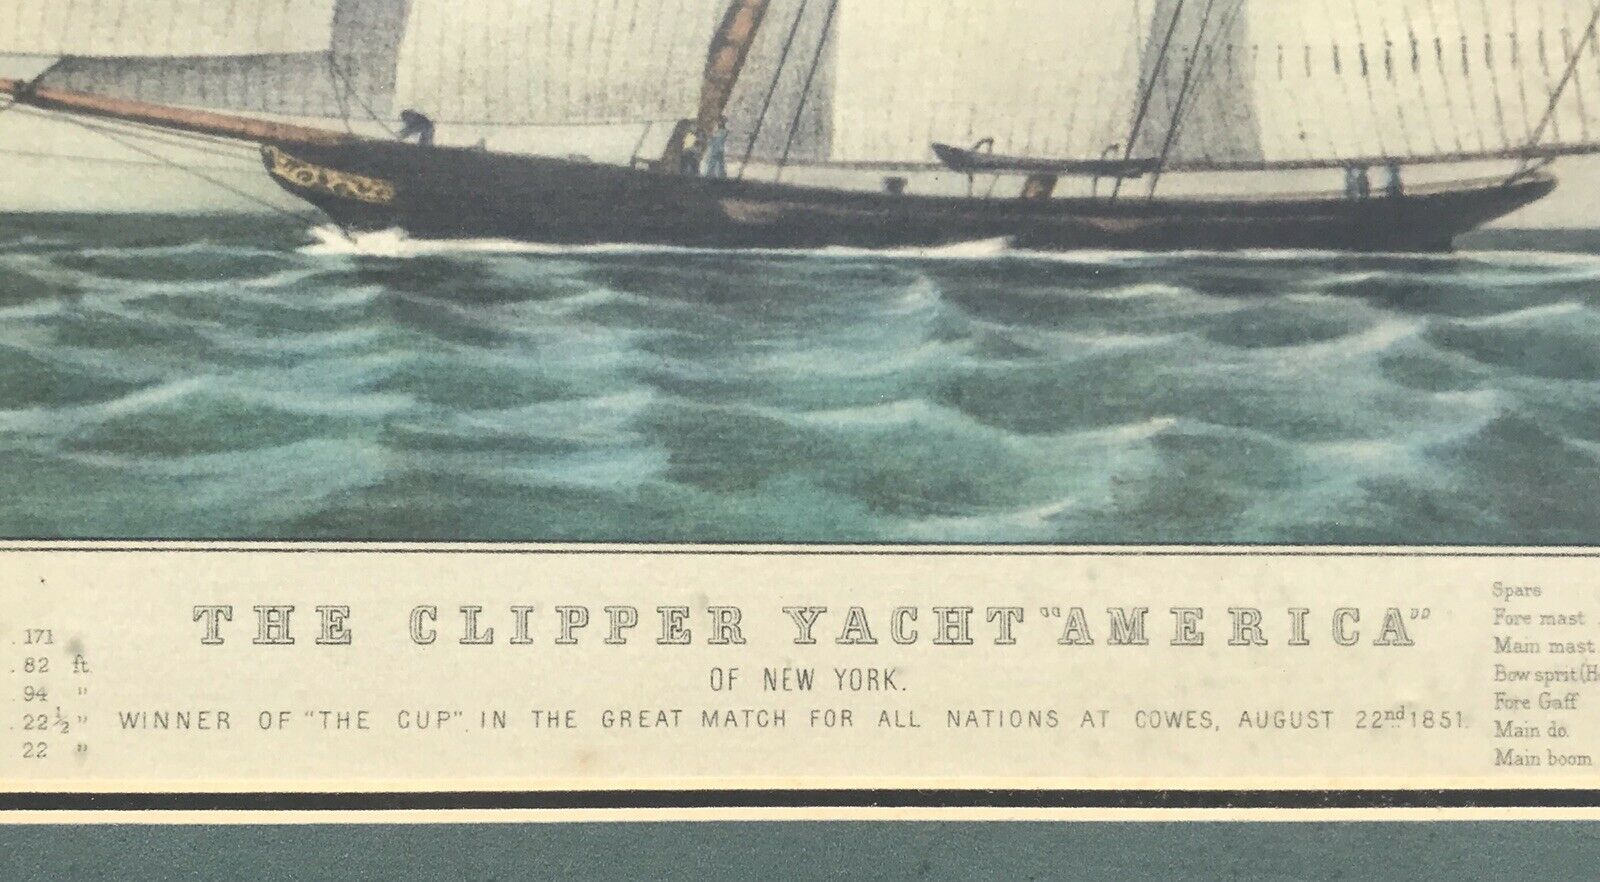 . 171
. 82 ft.
. 94 "
. 22½ "
22 "
THE CLIPPER YACHT "AMERICA"
OF NEW YORK.
WINNER OF "THE CUP" IN THE GREAT MATCH FOR ALL NATIONS AT COWES, AUGUST 22nd 1851.
Spars
Fore mast .
Main mast
Bow sprit (H
Fore Gaff
Main do.
Main boom